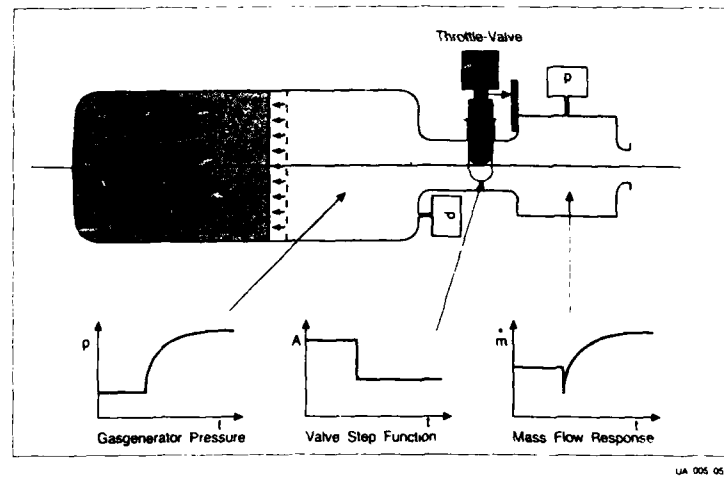 Throttle-Valve
p
p
p
t
Gasgenerator Pressure
A
t
Valve Step Function
ṁ
t
Mass Flow Response
UA 005 05